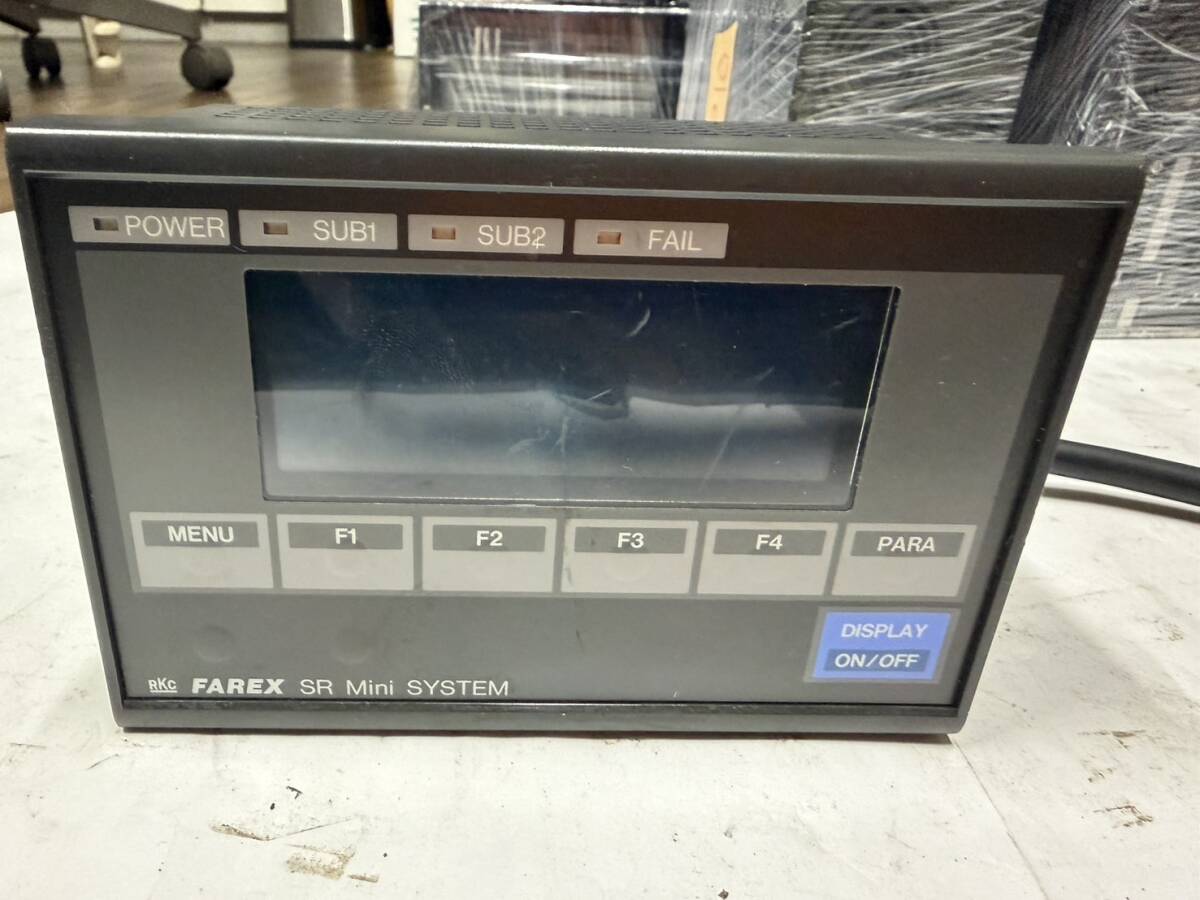 POWER SUB1 SUB2 FAIL
MENU F1 F2 F3 F4 PARA
DISPLAY
ON/OFF
RKC FAREX SR Mini SYSTEM